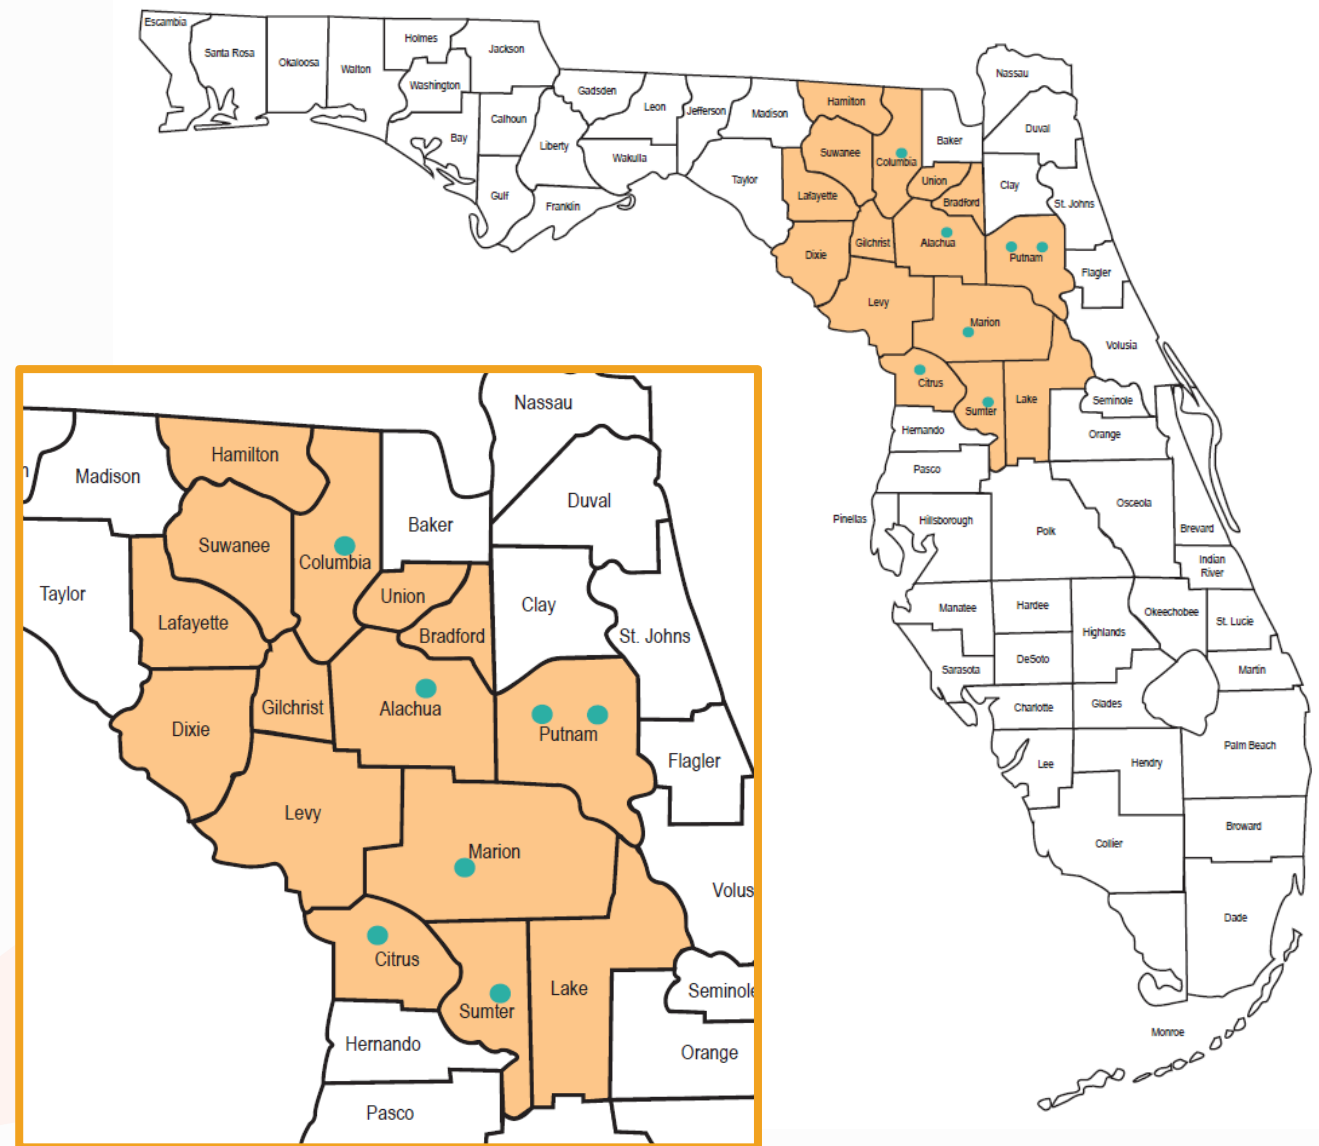 Escambia
Santa Rosa
Okaloosa
Walton
Holmes
Washington
Jackson
Bay
Calhoun
Gulf
Liberty
Franklin
Gadsden
Leon
Wakulla
Jefferson
Madison
Taylor
Hamilton
Suwanee
Columbia
Lafayette
Baker
Union
Bradford
Nassau
Duval
Clay
St. Johns
Dixie
Gilchrist
Alachua
Putnam
Flagler
Levy
Marion
Volusia
Citrus
Sumter
Lake
Seminole
Hernando
Orange
Pasco
Pinellas
Hillsborough
Polk
Osceola
Brevard
Indian
River
Manatee
Hardee
Highlands
Okeechobee
St. Lucie
Sarasota
DeSoto
Martin
Charlotte
Glades
Lee
Hendry
Palm Beach
Collier
Broward
Dade
Monroe
Nassau
Hamilton
Madison
Duval
Baker
Suwanee
Columbia
Taylor
Union
Clay
Lafayette
Bradford
St. Johns
Gilchrist
Alachua
Dixie
Putnam
Flagler
Levy
Marion
Volus
Citrus
Lake
Seminole
Sumter
Hernando
Orange
Pasco